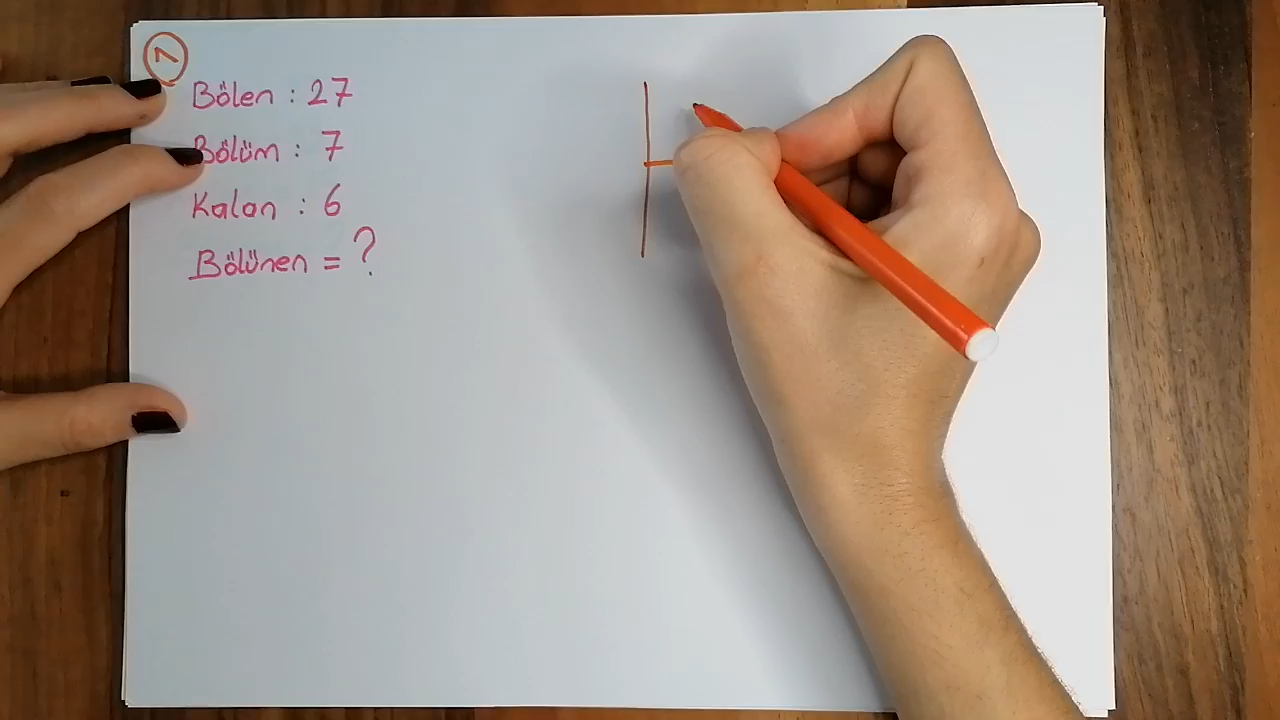 1
Bölen : 27
Bölüm : 7
Kalan : 6
Bölünen = ?